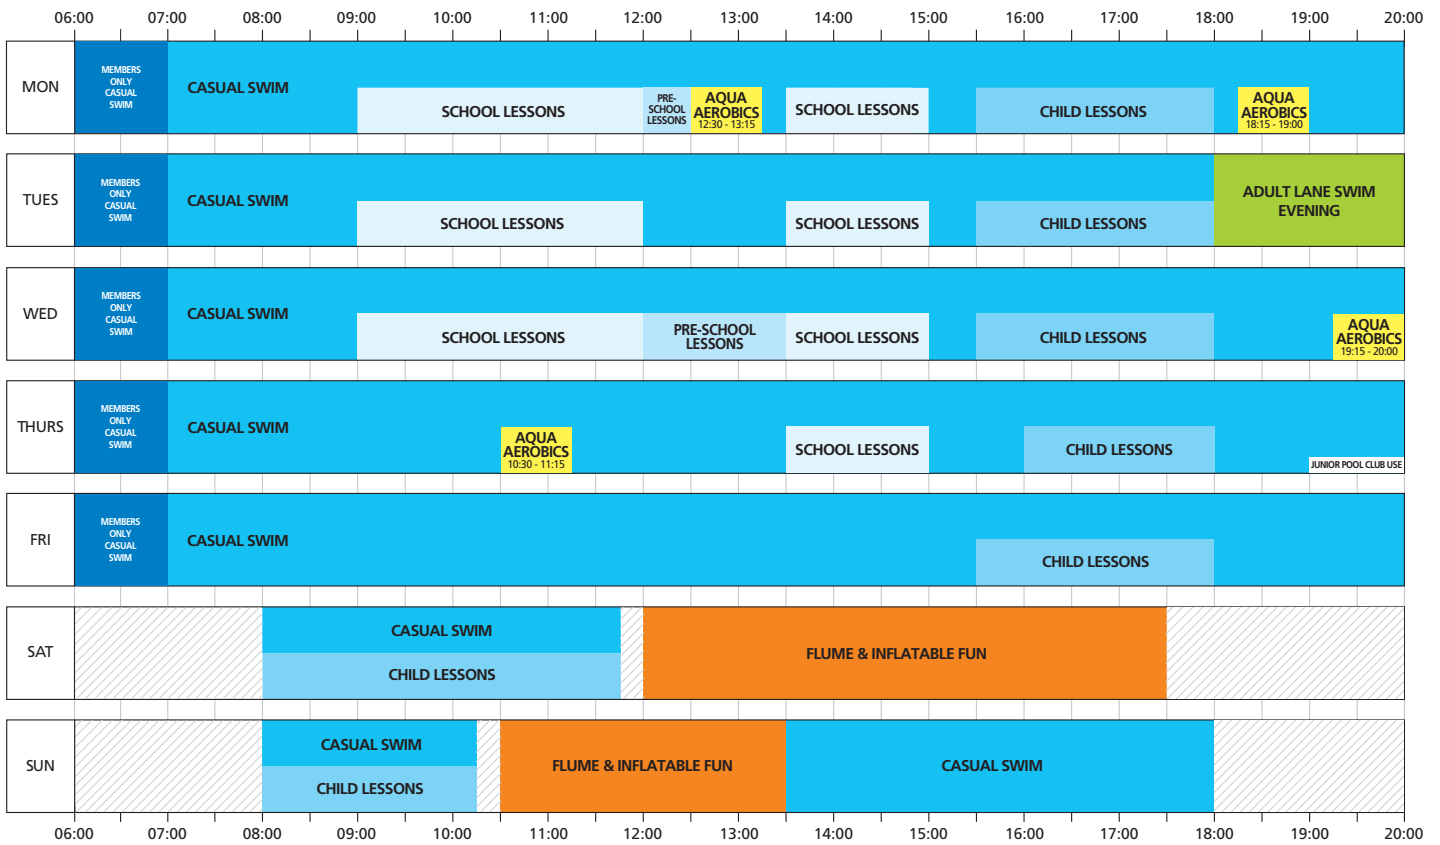 06:00 07:00 08:00 09:00 10:00 11:00 12:00 13:00 14:00 15:00 16:00 17:00 18:00 19:00 20:00
MON
MEMBERS
ONLY
CASUAL
SWIM
CASUAL SWIM
SCHOOL LESSONS
PRE-
SCHOOL
LESSONS
AQUA
AEROBICS
12:30 - 13:15
SCHOOL LESSONS
CHILD LESSONS
AQUA
AEROBICS
18:15 - 19:00
TUES
MEMBERS
ONLY
CASUAL
SWIM
CASUAL SWIM
SCHOOL LESSONS
SCHOOL LESSONS
CHILD LESSONS
ADULT LANE SWIM
EVENING
WED
MEMBERS
ONLY
CASUAL
SWIM
CASUAL SWIM
SCHOOL LESSONS
PRE-SCHOOL
LESSONS
SCHOOL LESSONS
CHILD LESSONS
AQUA
AEROBICS
19:15 - 20:00
THURS
MEMBERS
ONLY
CASUAL
SWIM
CASUAL SWIM
AQUA
AEROBICS
10:30 - 11:15
SCHOOL LESSONS
CHILD LESSONS
JUNIOR POOL CLUB USE
FRI
MEMBERS
ONLY
CASUAL
SWIM
CASUAL SWIM
CHILD LESSONS
SAT
CASUAL SWIM
CHILD LESSONS
FLUME & INFLATABLE FUN
SUN
CASUAL SWIM
CHILD LESSONS
FLUME & INFLATABLE FUN
CASUAL SWIM
06:00 07:00 08:00 09:00 10:00 11:00 12:00 13:00 14:00 15:00 16:00 17:00 18:00 19:00 20:00